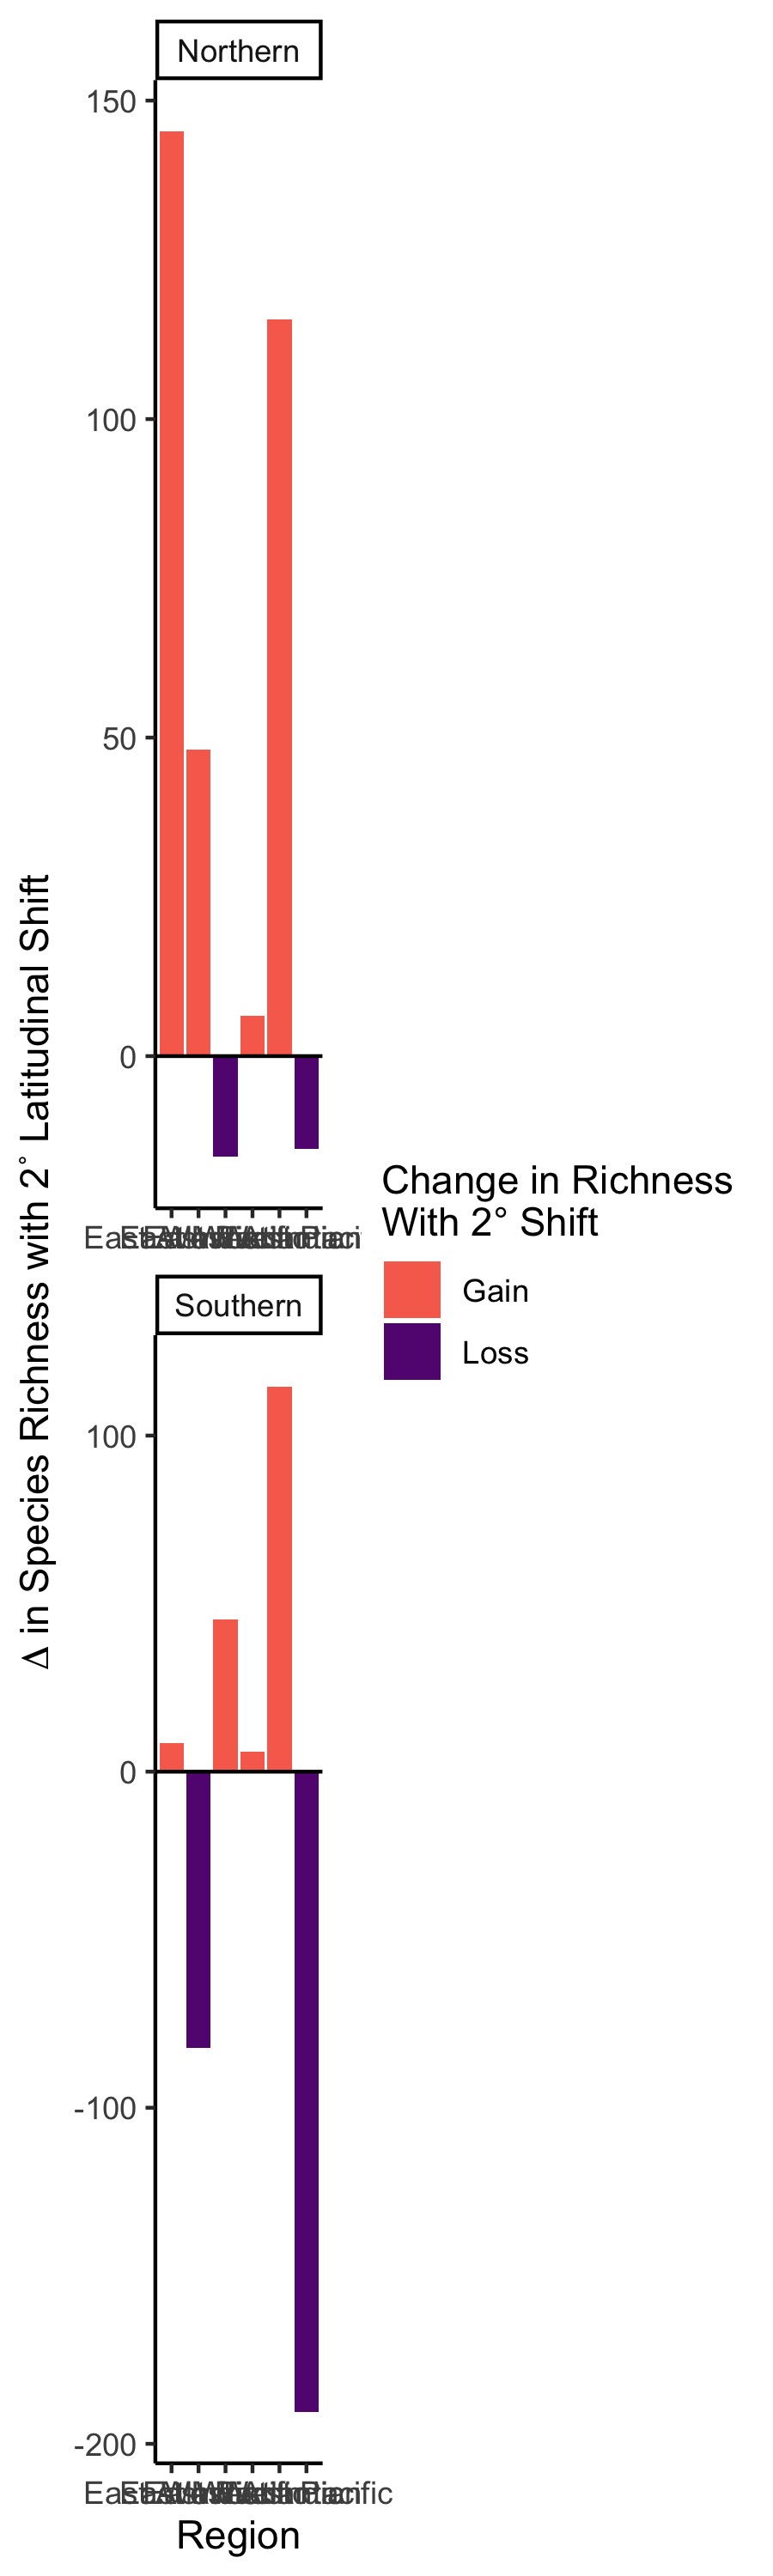 Northern
150
100
50
0
Δ in Species Richness with 2° Latitudinal Shift
Change in Richness
With 2° Shift
Gain
Loss
Southern
100
0
-100
-200
Region